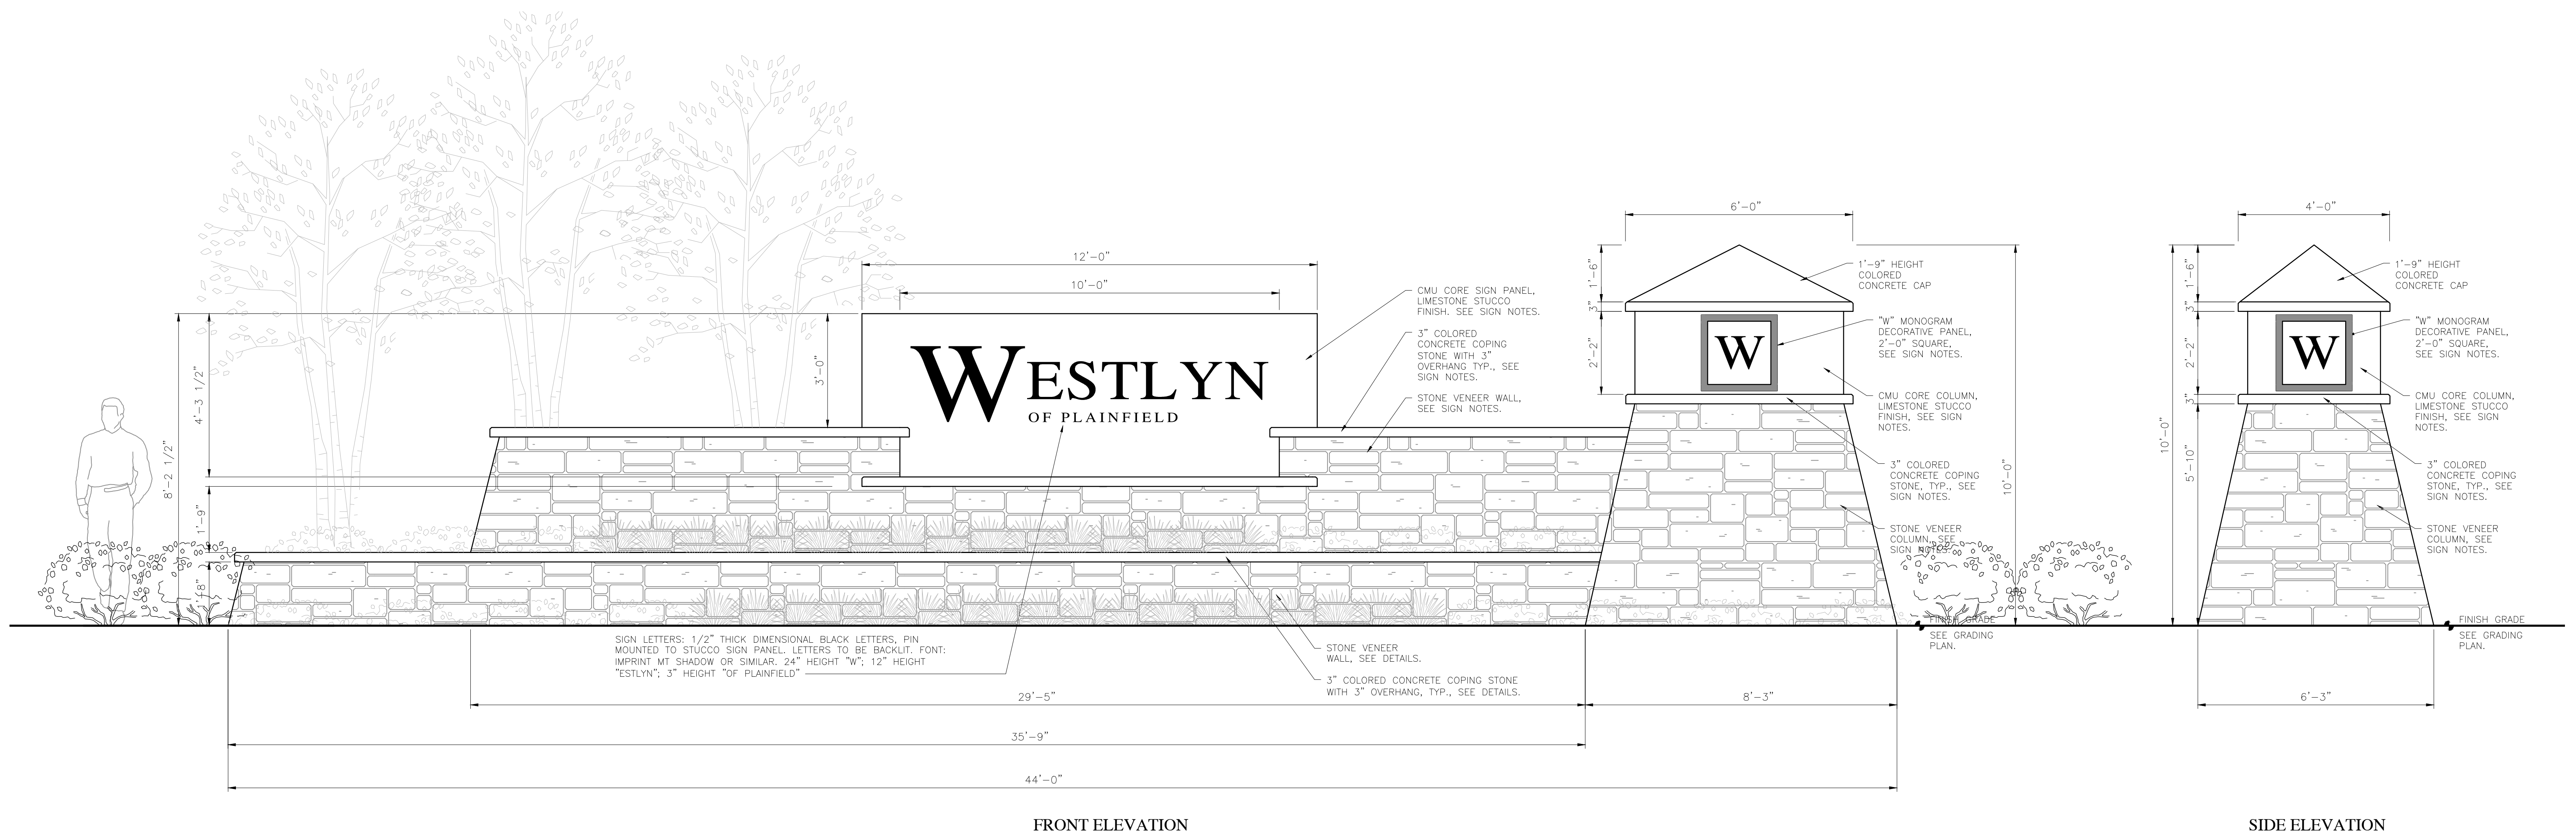 6'-0"
4'-0"
12'-0"
10'-0"
1'-6"
3"
2'-2"
1'-9" HEIGHT
COLORED
CONCRETE CAP
"W" MONOGRAM
DECORATIVE PANEL,
2'-0" SQUARE,
SEE SIGN NOTES.
CMU CORE COLUMN,
LIMESTONE STUCCO
FINISH, SEE SIGN
NOTES.
3" COLORED
CONCRETE COPING
STONE, TYP., SEE
SIGN NOTES.
STONE VENEER
COLUMN, SEE
SIGN NOTES.
10'-0"
W
CMU CORE SIGN PANEL,
LIMESTONE STUCCO
FINISH. SEE SIGN NOTES.
3" COLORED
CONCRETE COPING
STONE WITH 3"
OVERHANG TYP., SEE
SIGN NOTES.
STONE VENEER WALL,
SEE SIGN NOTES.
WESTLYN
OF PLAINFIELD
3'-0"
4'-3 1/2"
8'-2 1/2"
1'-9"
1'-8"
SIGN LETTERS: 1/2" THICK DIMENSIONAL BLACK LETTERS, PIN
MOUNTED TO STUCCO SIGN PANEL. LETTERS TO BE BACKLIT. FONT:
IMPRINT MT SHADOW OR SIMILAR. 24" HEIGHT "W"; 12" HEIGHT
"ESTLYN"; 3" HEIGHT "OF PLAINFIELD"
STONE VENEER
WALL, SEE DETAILS.
3" COLORED CONCRETE COPING STONE
WITH 3" OVERHANG, TYP., SEE DETAILS.
FINISH GRADE
SEE GRADING
PLAN.
29'-5"
8'-3"
35'-9"
44'-0"
FRONT ELEVATION
10'-0"
1'-6"
3"
2'-2"
3"
5'-10"
W
1'-9" HEIGHT
COLORED
CONCRETE CAP
"W" MONOGRAM
DECORATIVE PANEL,
2'-0" SQUARE,
SEE SIGN NOTES.
CMU CORE COLUMN,
LIMESTONE STUCCO
FINISH, SEE SIGN
NOTES.
3" COLORED
CONCRETE COPING
STONE, TYP., SEE
SIGN NOTES.
STONE VENEER
COLUMN, SEE
SIGN NOTES.
FINISH GRADE
SEE GRADING
PLAN.
6'-3"
SIDE ELEVATION